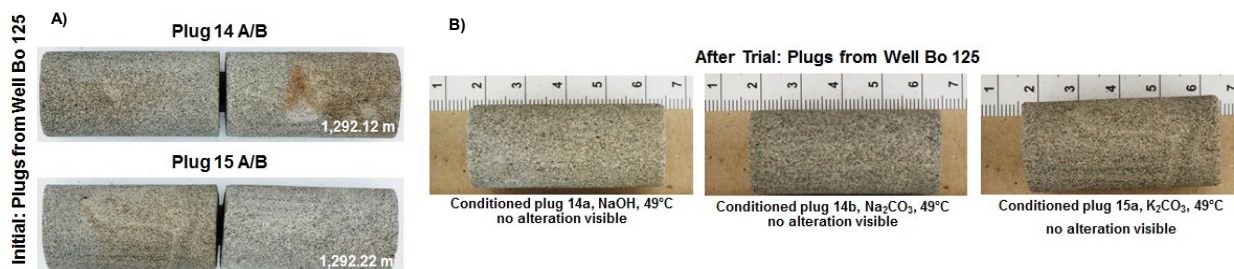 A)
Initial: Plugs from Well Bo 125
Plug 14 A/B
1,292.12 m
Plug 15 A/B
1,292.22 m
B)
After Trial: Plugs from Well Bo 125
1 2 3 4 5 6 7
Conditioned plug 14a, NaOH, 49°C
no alteration visible
1 2 3 4 5 6 7
Conditioned plug 14b, Na₂CO₃, 49°C
no alteration visible
1 2 3 4 5 6 7
Conditioned plug 15a, K₂CO₃, 49°C
no alteration visible